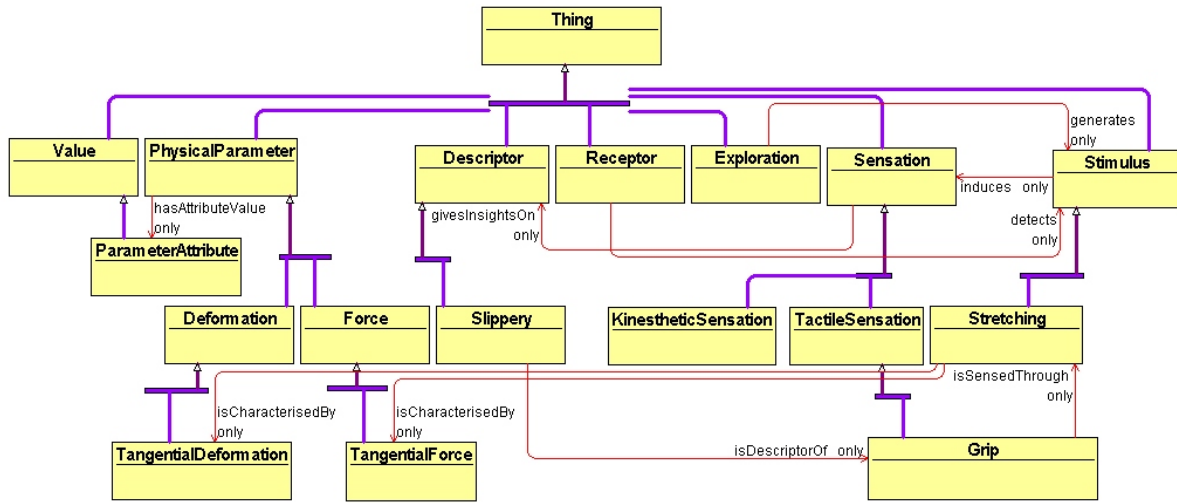 Thing
generates
only
Value
PhysicalParameter
Descriptor
Receptor
Exploration
Sensation
Stimulus
induces only
hasAttributeValue
only
givesInsightsOn
only
detects
only
ParameterAttribute
Deformation
Force
Slippery
KinestheticSensation
TactileSensation
Stretching
isSensedThrough
only
isCharacterisedBy
only
isCharacterisedBy
only
TangentialDeformation
TangentialForce
isDescriptorOf only
Grip